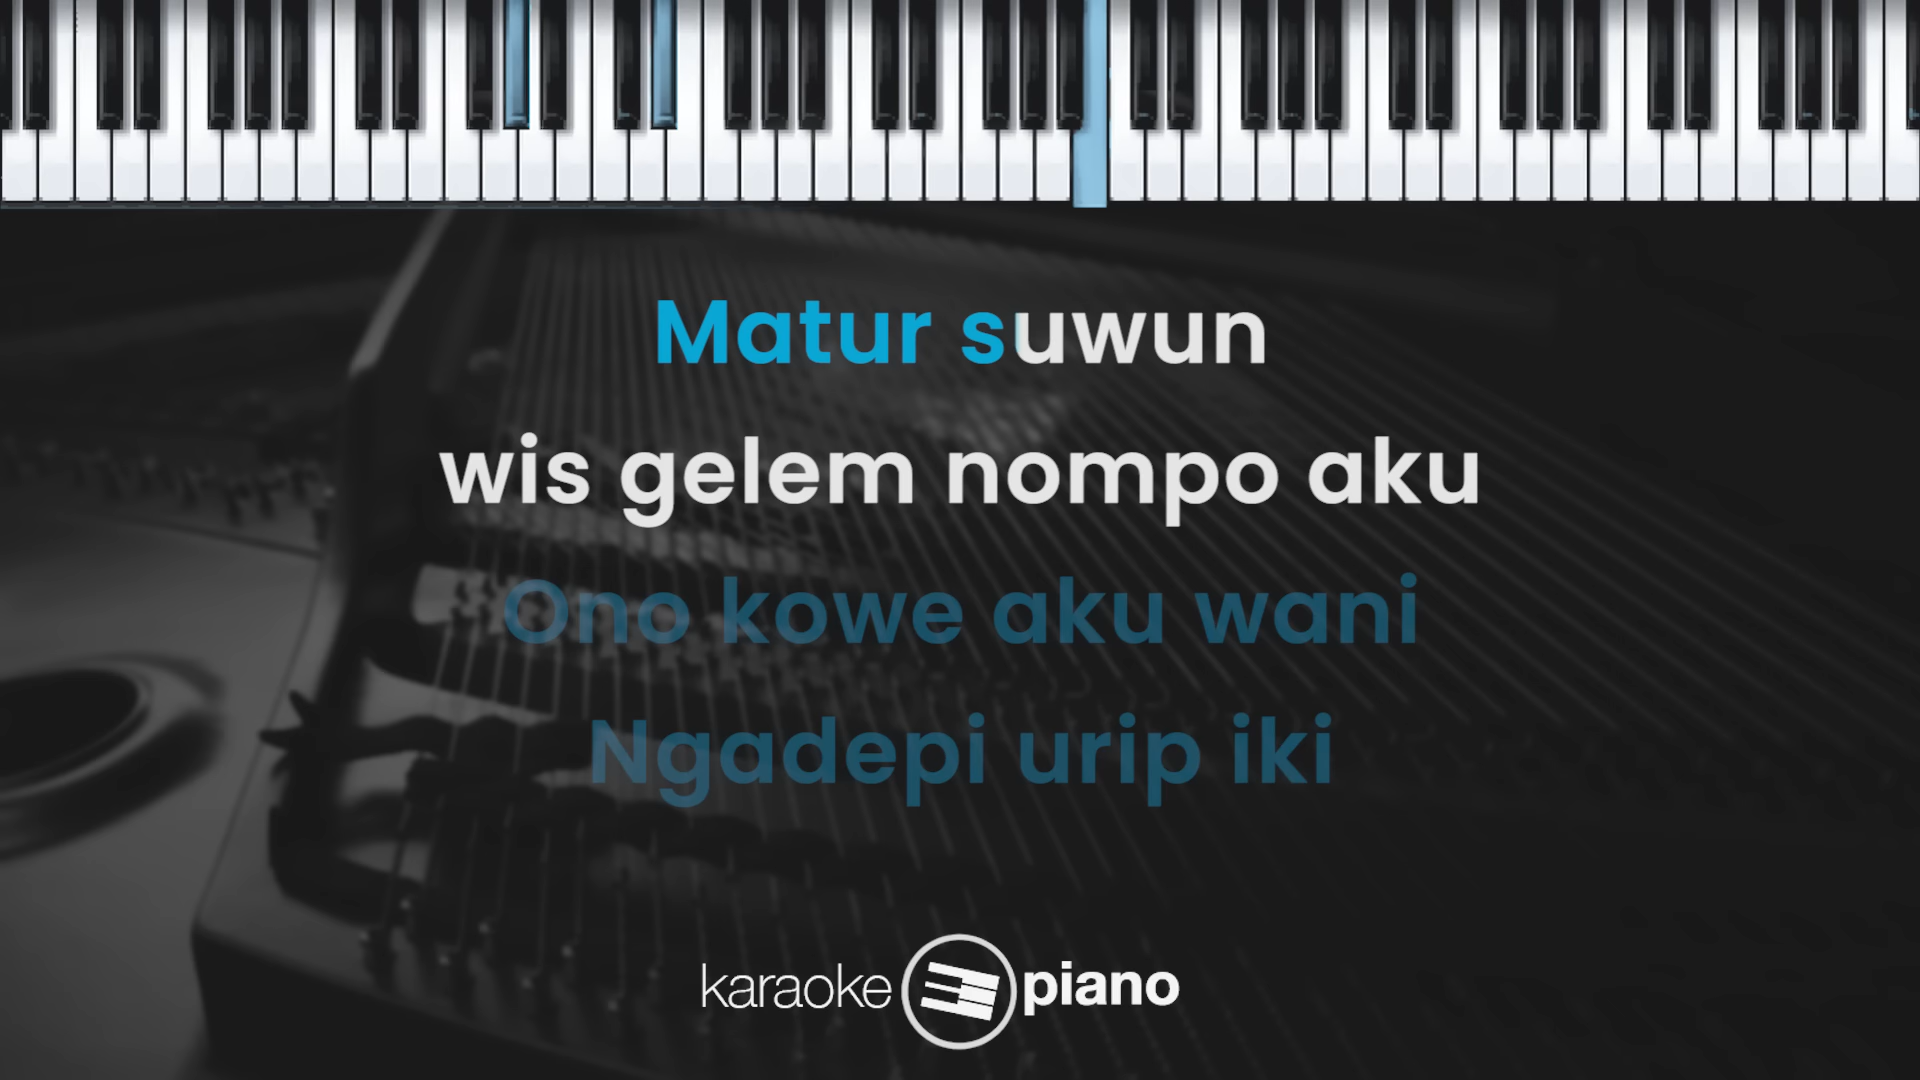 Matur suwun
wis gelem nompo aku
Ono kowe aku wani
Ngadepi urip iki
karaoke piano